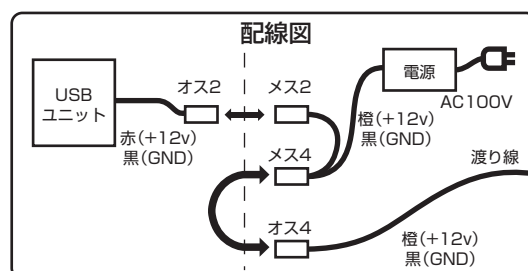 配線図
USB
ユニット
オス2
メス2
電源
AC100V
赤(+12v)
黒(GND)
橙(+12v)
黒(GND)
メス4
渡り線
オス4
橙(+12v)
黒(GND)